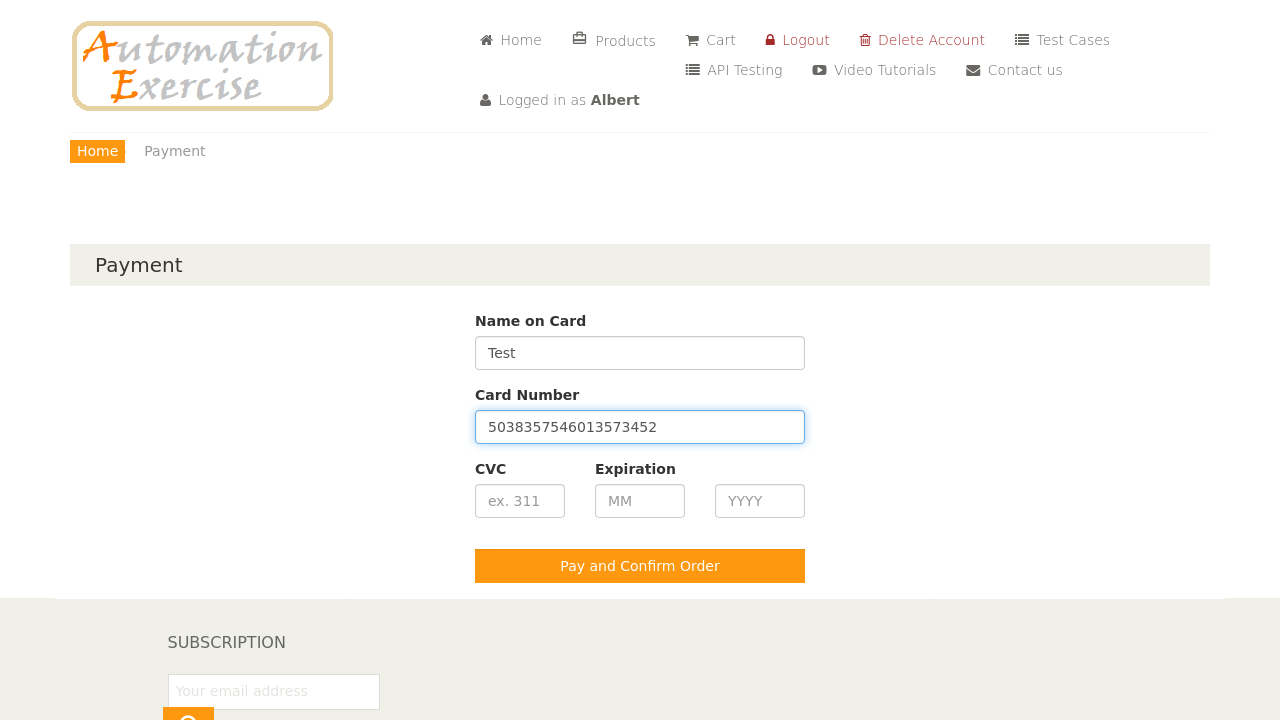 Automation
Exercise
Home
Products
Cart
Logout
Delete Account
Test Cases
API Testing
Video Tutorials
Contact us
Logged in as Albert
Home
Payment
Payment
Name on Card
Test
Card Number
5038357546013573452
CVC
Expiration
ex. 311
MM
YYYY
Pay and Confirm Order
SUBSCRIPTION
Your email address